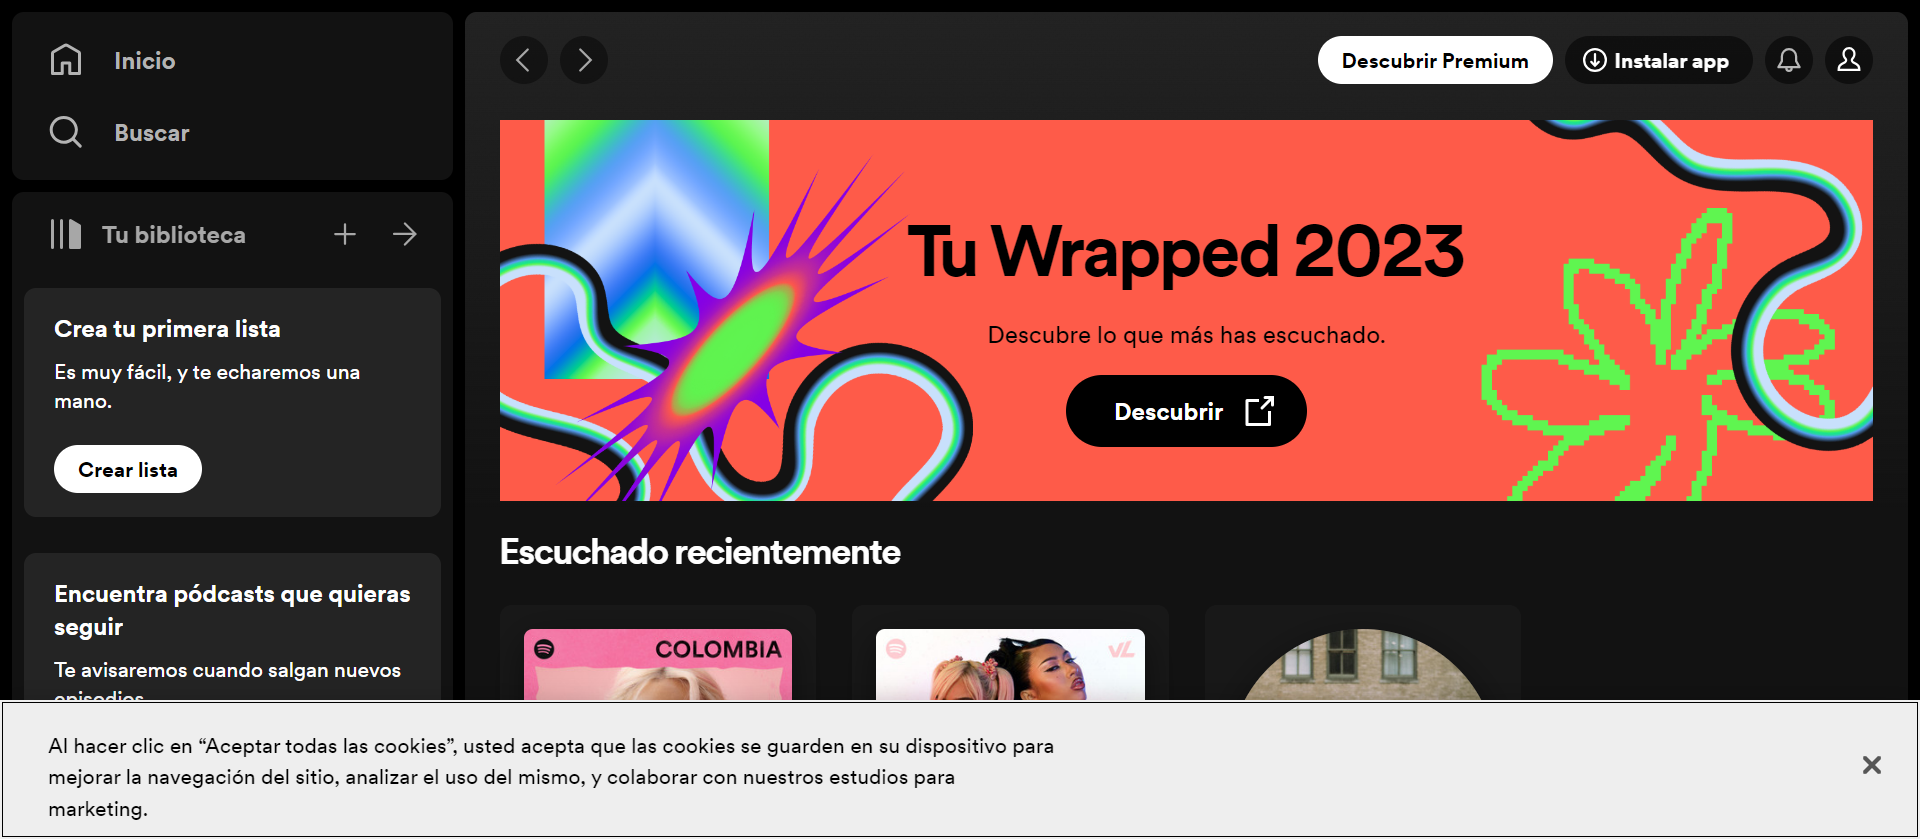 Inicio
Buscar
Tu biblioteca
Crea tu primera lista
Es muy fácil, y te echaremos una
mano.
Crear lista
Encuentra pódcasts que quieras
seguir
Te avisaremos cuando salgan nuevos
episodios
Descubrir Premium
Instalar app
Tu Wrapped 2023
Descubre lo que más has escuchado.
Descubrir
Escuchado recientemente
COLOMBIA
VL
Al hacer clic en “Aceptar todas las cookies”, usted acepta que las cookies se guarden en su dispositivo para
mejorar la navegación del sitio, analizar el uso del mismo, y colaborar con nuestros estudios para
marketing.